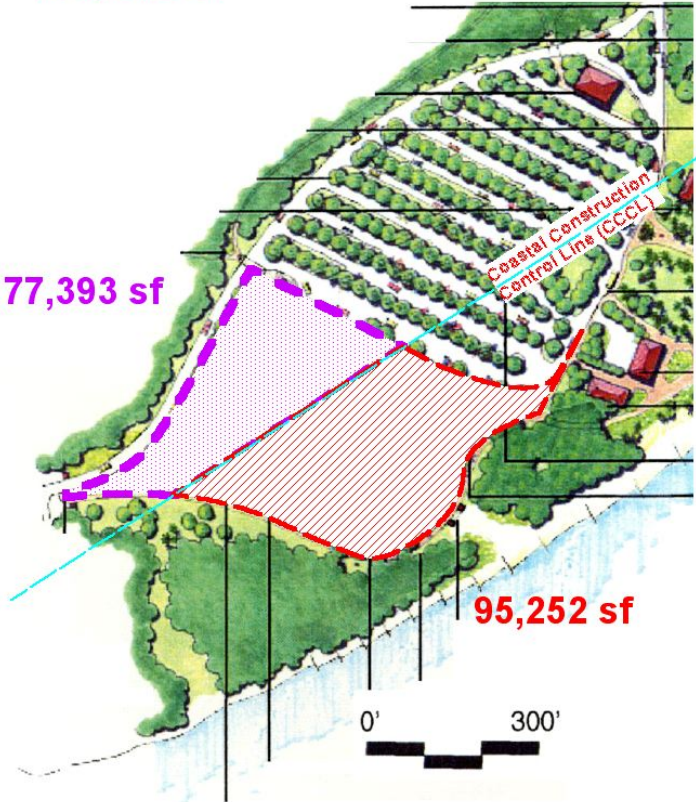 Coastal Construction
Control Line (CCCL)
77,393 sf
95,252 sf
0' 300'